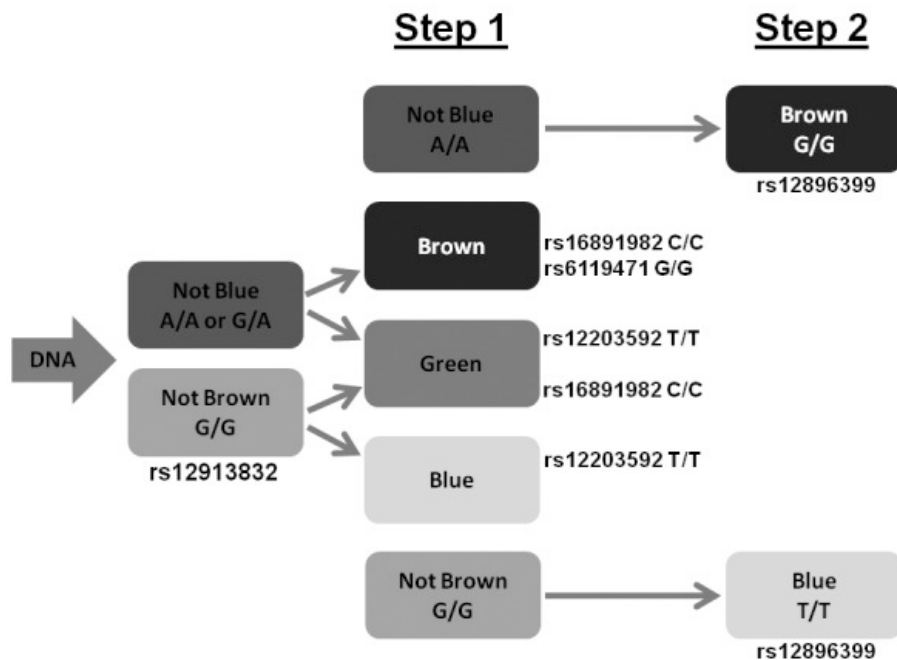 Step 1
Step 2
Not Blue
A/A
Brown
G/G
rs12896399
Brown
rs16891982 C/C
rs6119471 G/G
DNA
Not Blue
A/A or G/A
Not Brown
G/G
rs12913832
Green
rs12203592 T/T
rs16891982 C/C
Blue
rs12203592 T/T
Not Brown
G/G
Blue
T/T
rs12896399